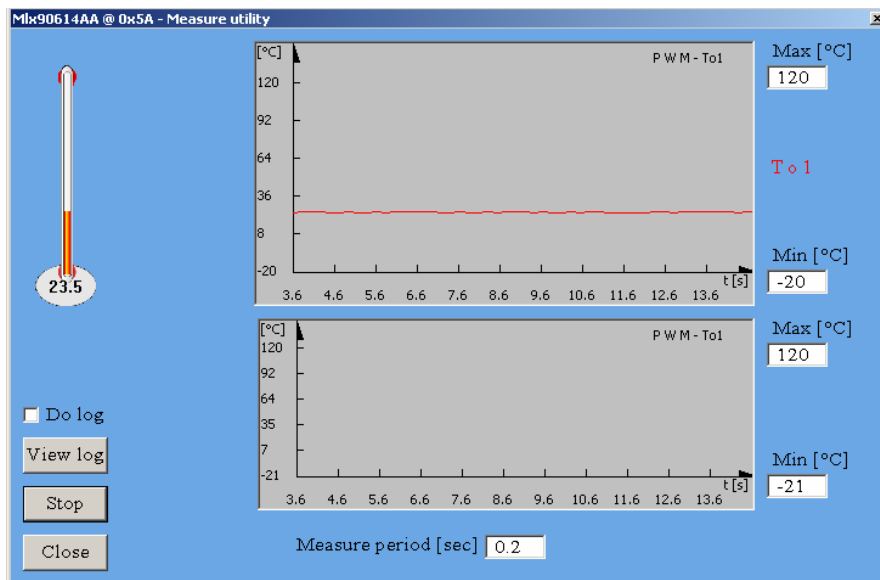 Mlx90614AA @ 0x5A - Measure utility
[°C]
P W M - To1
120
92
64
36
8
-20
t [s]
3.6 4.6 5.6 6.6 7.6 8.6 9.6 10.6 11.6 12.6 13.6
Max [°C]
120
T o 1
Min [°C]
-20
23.5
[°C]
P W M - To1
120
92
64
35
7
-21
t [s]
3.6 4.6 5.6 6.6 7.6 8.6 9.6 10.6 11.6 12.6 13.6
Max [°C]
120
Min [°C]
-21
Do log
View log
Stop
Close
Measure period [sec] 0.2